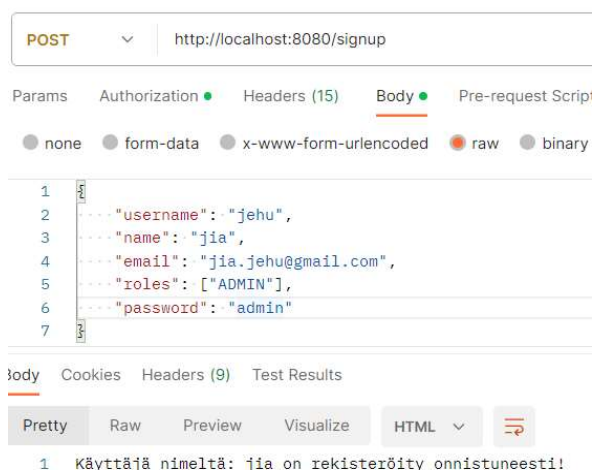 POST http://localhost:8080/signup
Params Authorization Headers (15) Body Pre-request Script
none form-data x-www-form-urlencoded raw binary
1 {
2 "username": "jehu",
3 "name": "jia",
4 "email": "jia.jehu@gmail.com",
5 "roles": ["ADMIN"],
6 "password": "admin"
7 }
Body Cookies Headers (9) Test Results
Pretty Raw Preview Visualize HTML
1 Käyttäjä nimeltä: jia on rekisteröity onnistuneesti!